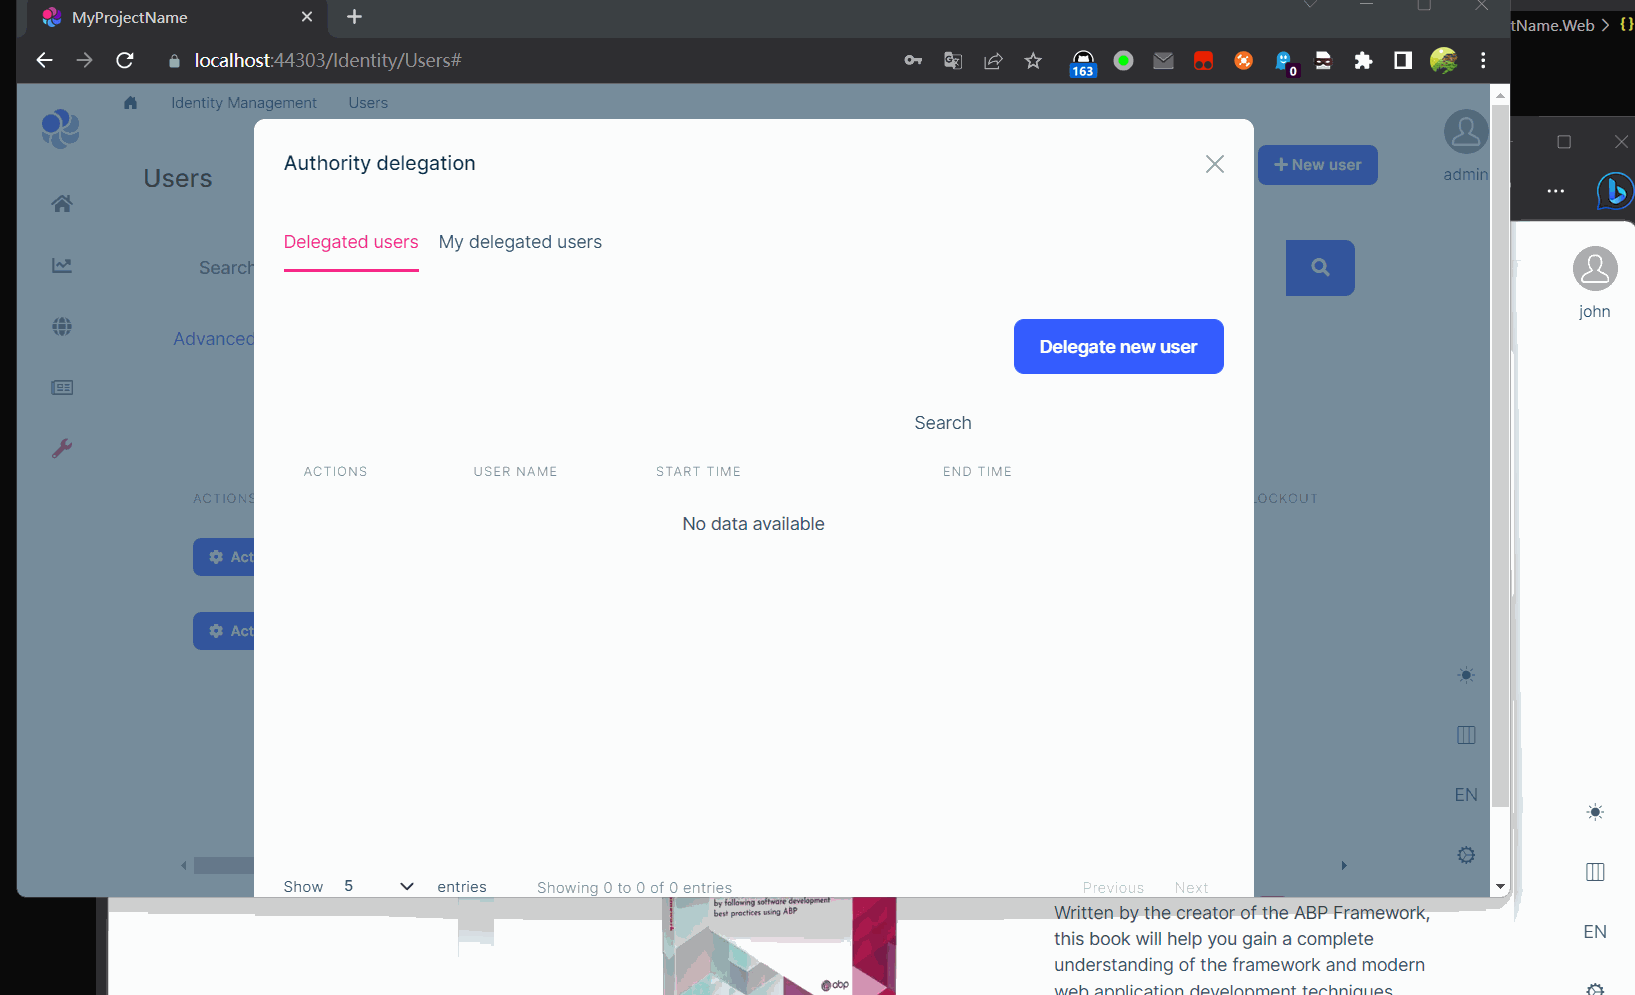 MyProjectName
tName.Web
localhost:44303/Identity/Users#
163
0
Identity Management
Users
Authority delegation
New user
admin
Users
Delegated users
My delegated users
Search
john
Advanced
Delegate new user
Search
ACTIONS
USER NAME
START TIME
END TIME
ACTIONS
LOCKOUT
No data available
Act
Act
EN
Show
5
entries
Showing 0 to 0 of 0 entries
Previous
Next
by following software development
best practices using ABP
Written by the creator of the ABP Framework,
this book will help you gain a complete
understanding of the framework and modern
web application development techniques
EN
abp